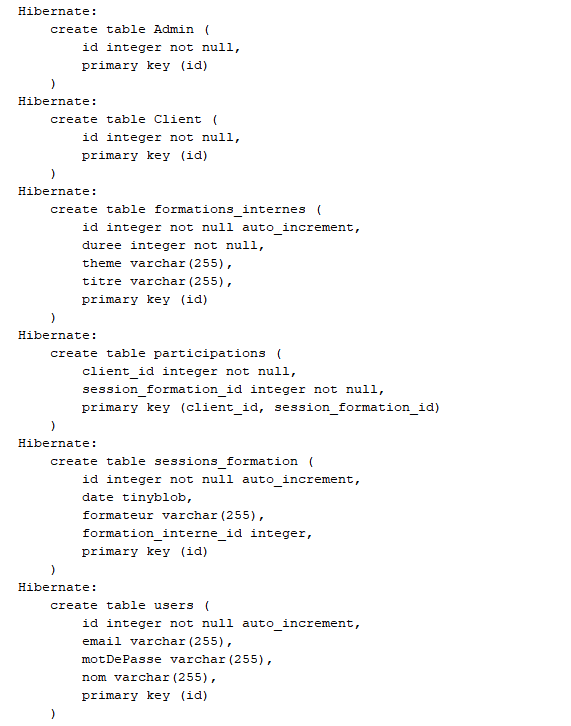 Hibernate:
    create table Admin (
        id integer not null,
        primary key (id)
    )
Hibernate:
    create table Client (
        id integer not null,
        primary key (id)
    )
Hibernate:
    create table formations_internes (
        id integer not null auto_increment,
        duree integer not null,
        theme varchar(255),
        titre varchar(255),
        primary key (id)
    )
Hibernate:
    create table participations (
        client_id integer not null,
        session_formation_id integer not null,
        primary key (client_id, session_formation_id)
    )
Hibernate:
    create table sessions_formation (
        id integer not null auto_increment,
        date tinyblob,
        formateur varchar(255),
        formation_interne_id integer,
        primary key (id)
    )
Hibernate:
    create table users (
        id integer not null auto_increment,
        email varchar(255),
        motDePasse varchar(255),
        nom varchar(255),
        primary key (id)
    )